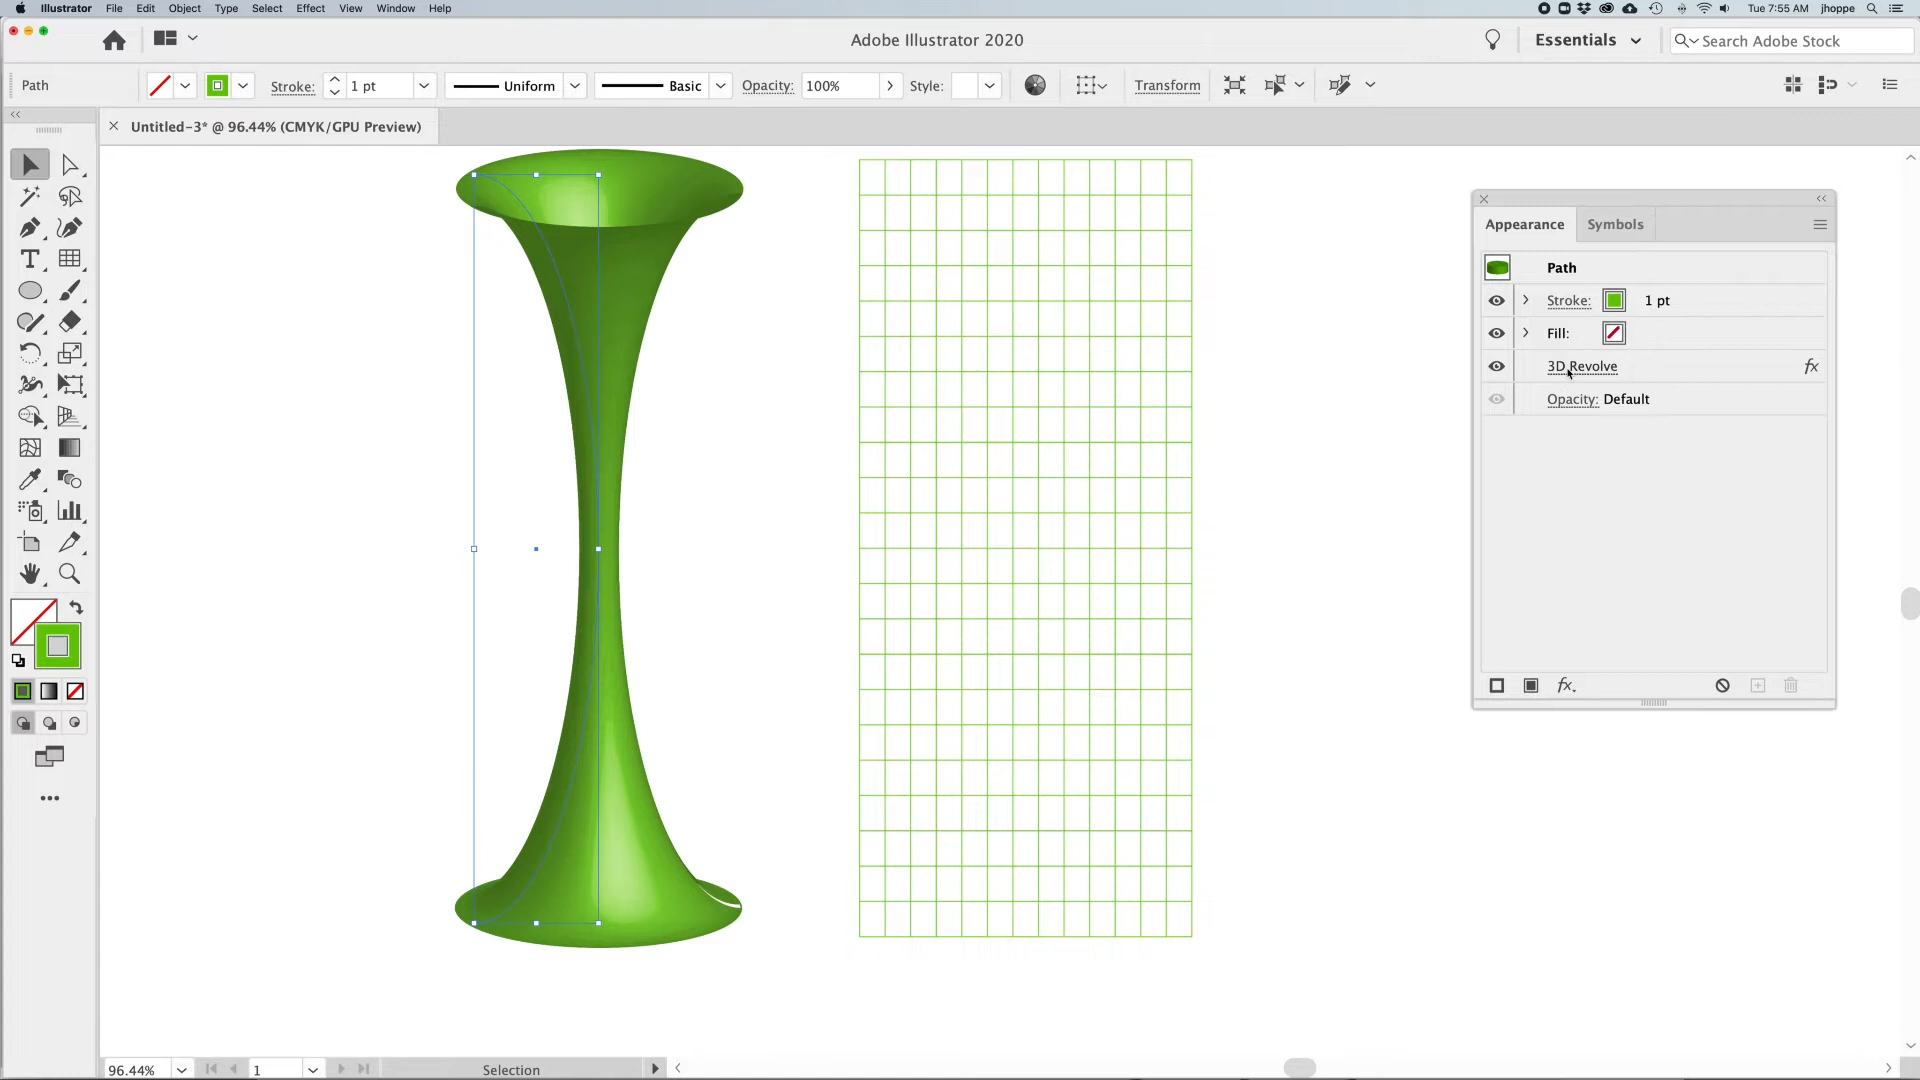 Illustrator File Edit Object Type Select Effect View Window Help Tue 7:55 AM jhoppe
Adobe Illustrator 2020 Essentials Search Adobe Stock
Path Stroke: 1 pt Uniform Basic Opacity: 100% Style: Transform
Untitled-3* @ 96.44% (CMYK/GPU Preview)
Appearance Symbols
Path
Stroke: 1 pt
Fill:
3D Revolve fx
Opacity: Default
fx
96.44% 1 Selection